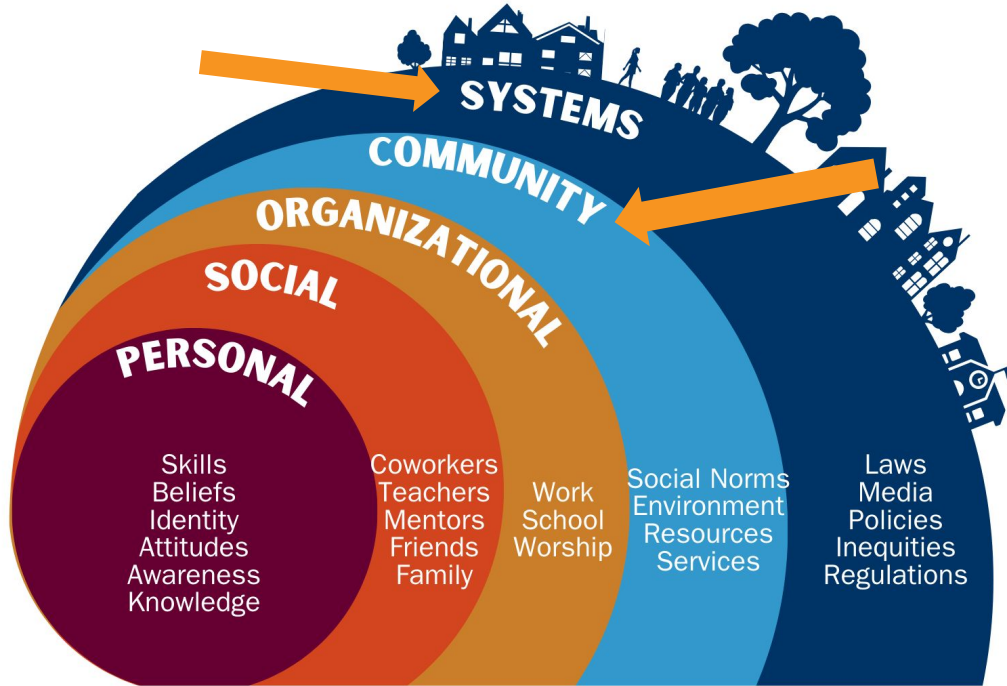 SYSTEMS
COMMUNITY
ORGANIZATIONAL
SOCIAL
PERSONAL
Skills
Beliefs
Identity
Attitudes
Awareness
Knowledge
Coworkers
Teachers
Mentors
Friends
Family
Work
School
Worship
Social Norms
Environment
Resources
Services
Laws
Media
Policies
Inequities
Regulations